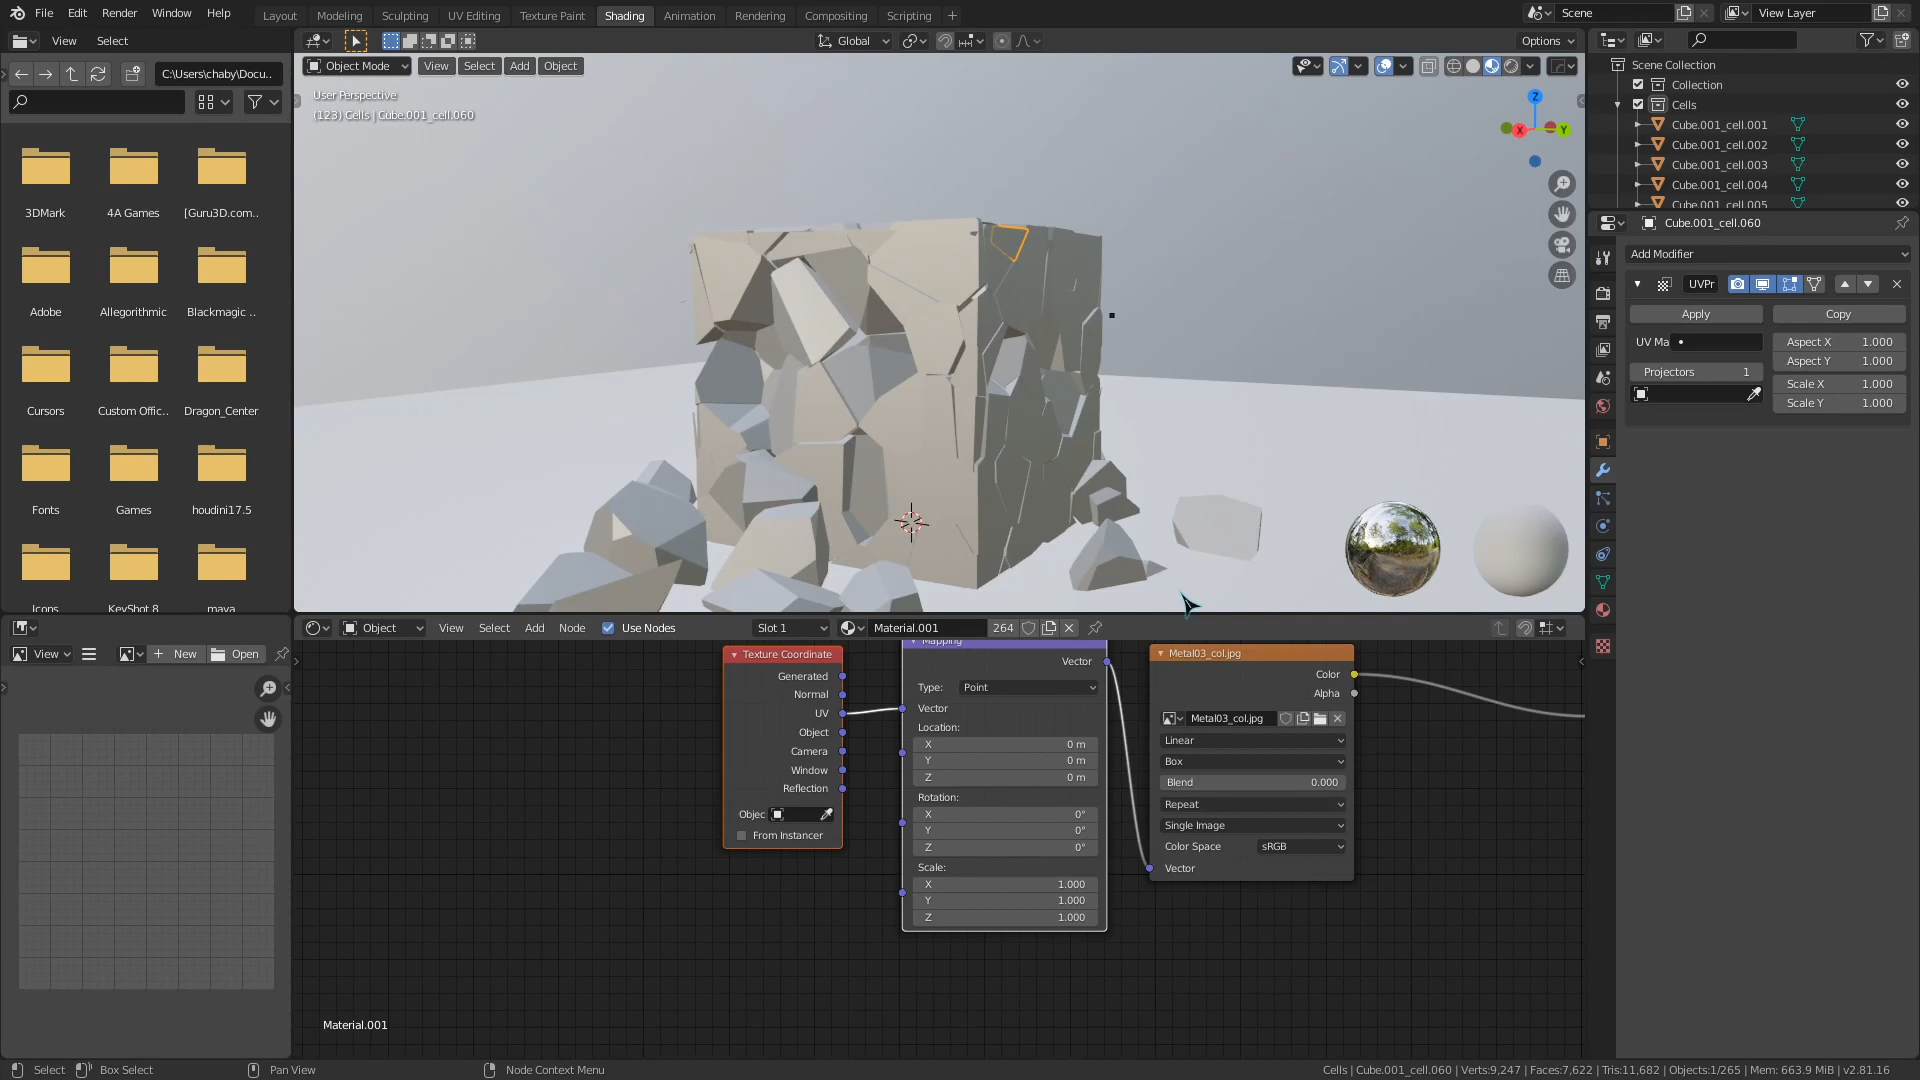 File Edit Render Window Help
Layout Modeling Sculpting UV Editing Texture Paint Shading Animation Rendering Compositing Scripting +
Scene
View Layer
View Select
Global
Options
C:\Users\chaby\Docu..
Object Mode View Select Add Object
User Perspective
(123) Cells | Cube.001_cell.060
Z
X
Y
3DMark
4A Games
[Guru3D.com..
Adobe
Allegorithmic
Blackmagic ..
Cursors
Custom Offic..
Dragon_Center
Fonts
Games
houdini17.5
Icons
KeyShot 8
maya
Scene Collection
Collection
Cells
Cube.001_cell.001
Cube.001_cell.002
Cube.001_cell.003
Cube.001_cell.004
Cube.001_cell.005
Cube.001_cell.060
Add Modifier
UVPr
Apply
Copy
UV Ma
Aspect X 1.000
Aspect Y 1.000
Projectors 1
Scale X 1.000
Scale Y 1.000
Object View Select Add Node Use Nodes
Slot 1
Material.001
264
View
New
Open
Texture Coordinate
Generated
Normal
UV
Object
Camera
Window
Reflection
Objec
From Instancer
Mapping
Vector
Type: Point
Vector
Location:
X 0 m
Y 0 m
Z 0 m
Rotation:
X 0°
Y 0°
Z 0°
Scale:
X 1.000
Y 1.000
Z 1.000
Metal03_col.jpg
Color
Alpha
Metal03_col.jpg
Linear
Box
Blend 0.000
Repeat
Single Image
Color Space sRGB
Vector
Material.001
Select
Box Select
Pan View
Node Context Menu
Cells | Cube.001_cell.060 | Verts:9,247 | Faces:7,622 | Tris:11,682 | Objects:1/265 | Mem: 663.9 MiB | v2.81.16